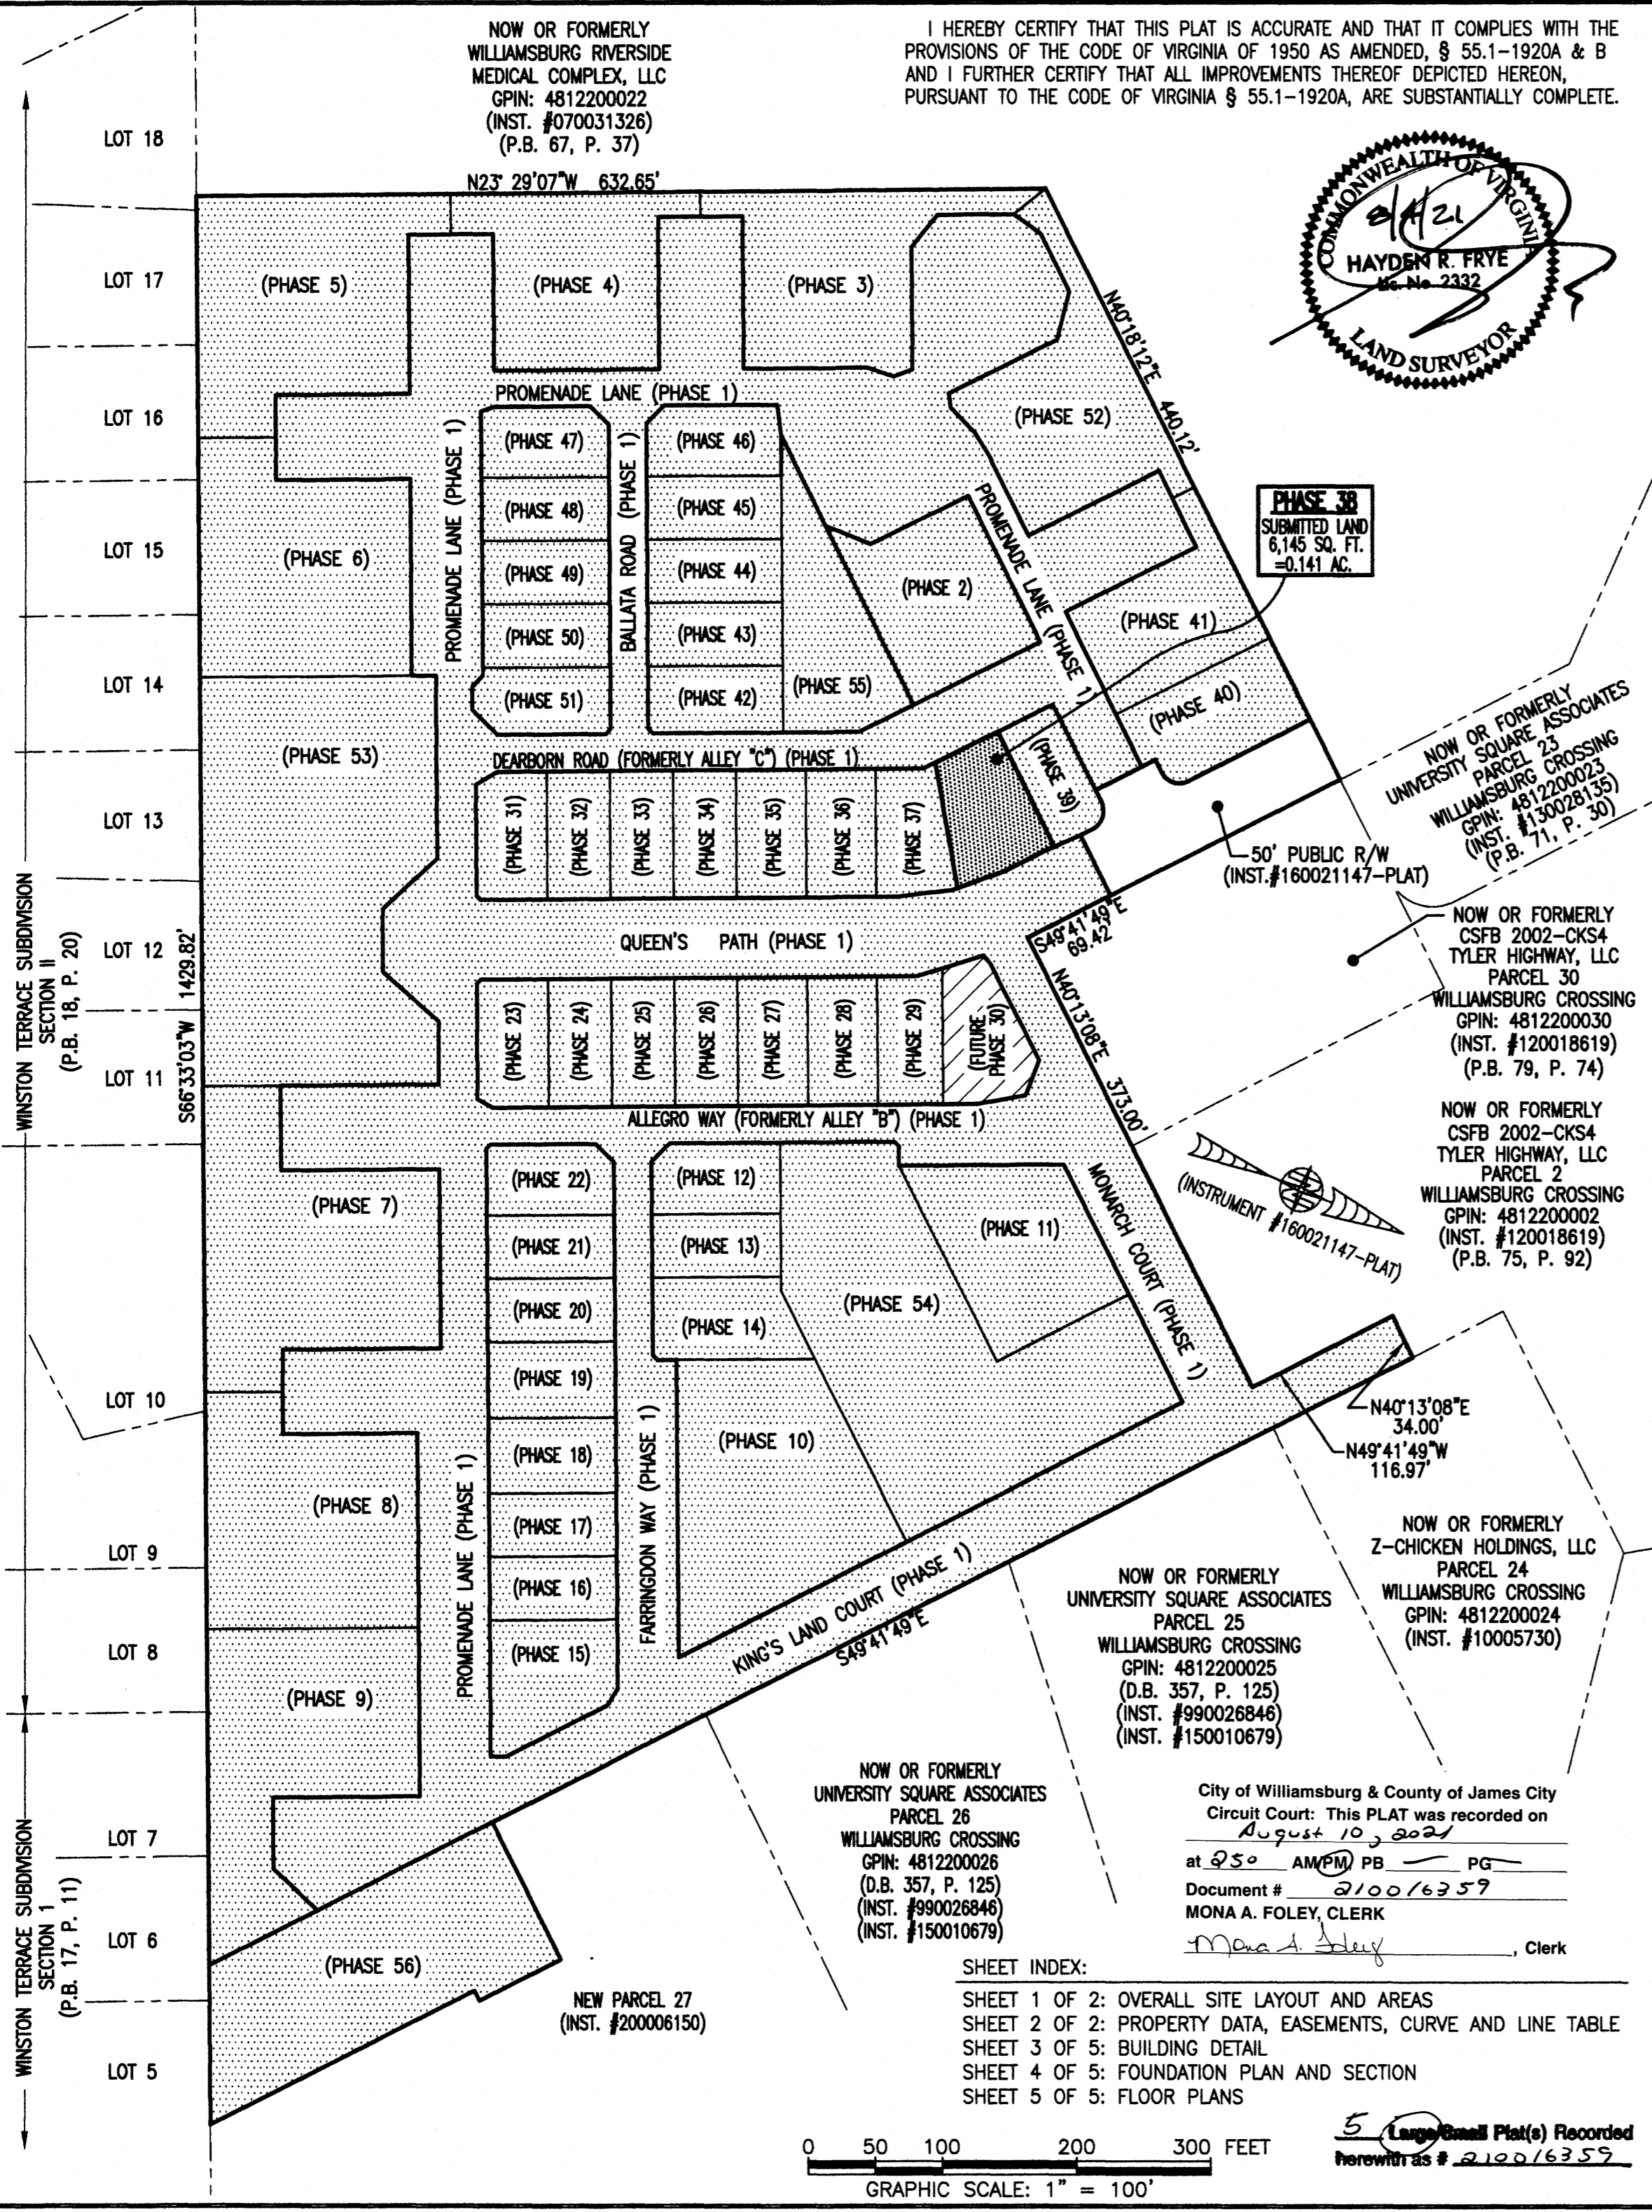 NOW OR FORMERLY
WILLIAMSBURG RIVERSIDE
MEDICAL COMPLEX, LLC
GPIN: 4812200022
(INST. #070031326)
(P.B. 67, P. 37)
N23° 29'07"W 632.65'
I HEREBY CERTIFY THAT THIS PLAT IS ACCURATE AND THAT IT COMPLIES WITH THE
PROVISIONS OF THE CODE OF VIRGINIA OF 1950 AS AMENDED, § 55.1-1920A & B
AND I FURTHER CERTIFY THAT ALL IMPROVEMENTS THEREOF DEPICTED HEREON,
PURSUANT TO THE CODE OF VIRGINIA § 55.1-1920A, ARE SUBSTANTIALLY COMPLETE.
COMMONWEALTH OF VIRGINIA
8/4/21
HAYDEN R. FRYE
Lic. No. 2332
LAND SURVEYOR
LOT 18
LOT 17
LOT 16
LOT 15
LOT 14
LOT 13
LOT 12
LOT 11
LOT 10
LOT 9
LOT 8
LOT 7
LOT 6
LOT 5
WINSTON TERRACE SUBDIVISION
SECTION II
(P.B. 18, P. 20)
WINSTON TERRACE SUBDIVISION
SECTION 1
(P.B. 17, P. 11)
S66°33'03"W 1429.82'
(PHASE 5)
(PHASE 4)
(PHASE 3)
N40°18'12"E 440.12'
PROMENADE LANE (PHASE 1)
(PHASE 52)
PROMENADE LANE (PHASE 1)
(PHASE 47)
BALLATA ROAD (PHASE 1)
(PHASE 46)
(PHASE 48)
(PHASE 45)
(PHASE 6)
(PHASE 49)
(PHASE 44)
(PHASE 2)
PROMENADE LANE (PHASE 1)
(PHASE 50)
(PHASE 43)
(PHASE 41)
(PHASE 51)
(PHASE 42)
(PHASE 55)
(PHASE 40)
PHASE 38
SUBMITTED LAND
6,145 SQ. FT.
=0.141 AC.
(PHASE 53)
DEARBORN ROAD (FORMERLY ALLEY "C") (PHASE 1)
(PHASE 31)
(PHASE 32)
(PHASE 33)
(PHASE 34)
(PHASE 35)
(PHASE 36)
(PHASE 37)
(PHASE 39)
50' PUBLIC R/W
(INST.#160021147-PLAT)
NOW OR FORMERLY
UNIVERSITY SQUARE ASSOCIATES
PARCEL 23
WILLIAMSBURG CROSSING
GPIN: 4812200023
(INST. #130028135)
(P.B. 71, P. 30)
S49°41'49"E
69.42'
QUEEN'S PATH (PHASE 1)
N40°13'08"E 373.00'
NOW OR FORMERLY
CSFB 2002-CKS4
TYLER HIGHWAY, LLC
PARCEL 30
WILLIAMSBURG CROSSING
GPIN: 4812200030
(INST. #120018619)
(P.B. 79, P. 74)
(PHASE 23)
(PHASE 24)
(PHASE 25)
(PHASE 26)
(PHASE 27)
(PHASE 28)
(PHASE 29)
(FUTURE
PHASE 30)
ALLEGRO WAY (FORMERLY ALLEY "B") (PHASE 1)
NOW OR FORMERLY
CSFB 2002-CKS4
TYLER HIGHWAY, LLC
PARCEL 2
WILLIAMSBURG CROSSING
GPIN: 4812200002
(INST. #120018619)
(P.B. 75, P. 92)
(INSTRUMENT #160021147-PLAT)
MONARCH COURT (PHASE 1)
(PHASE 22)
(PHASE 12)
(PHASE 7)
(PHASE 11)
(PHASE 21)
(PHASE 13)
(PHASE 20)
(PHASE 54)
(PHASE 14)
(PHASE 19)
N40°13'08"E
34.00'
N49°41'49"W
116.97'
(PHASE 10)
(PHASE 18)
FARRINGDON WAY (PHASE 1)
PROMENADE LANE (PHASE 1)
(PHASE 8)
(PHASE 17)
(PHASE 16)
(PHASE 15)
KING'S LAND COURT (PHASE 1)
S49°41'49"E
(PHASE 9)
NOW OR FORMERLY
Z-CHICKEN HOLDINGS, LLC
PARCEL 24
WILLIAMSBURG CROSSING
GPIN: 4812200024
(INST. #10005730)
NOW OR FORMERLY
UNIVERSITY SQUARE ASSOCIATES
PARCEL 25
WILLIAMSBURG CROSSING
GPIN: 4812200025
(D.B. 357, P. 125)
(INST. #990026846)
(INST. #150010679)
NOW OR FORMERLY
UNIVERSITY SQUARE ASSOCIATES
PARCEL 26
WILLIAMSBURG CROSSING
GPIN: 4812200026
(D.B. 357, P. 125)
(INST. #990026846)
(INST. #150010679)
(PHASE 56)
NEW PARCEL 27
(INST. #200006150)
City of Williamsburg & County of James City
Circuit Court: This PLAT was recorded on
August 10, 2021
at 250 AM/PM PB — PG —
Document # 210016359
MONA A. FOLEY, CLERK
Mona A. Foley, Clerk
SHEET INDEX:
SHEET 1 OF 2: OVERALL SITE LAYOUT AND AREAS
SHEET 2 OF 2: PROPERTY DATA, EASEMENTS, CURVE AND LINE TABLE
SHEET 3 OF 5: BUILDING DETAIL
SHEET 4 OF 5: FOUNDATION PLAN AND SECTION
SHEET 5 OF 5: FLOOR PLANS
0 50 100 200 300 FEET
GRAPHIC SCALE: 1" = 100'
5 Large/Small Plat(s) Recorded
herewith as # 210016359